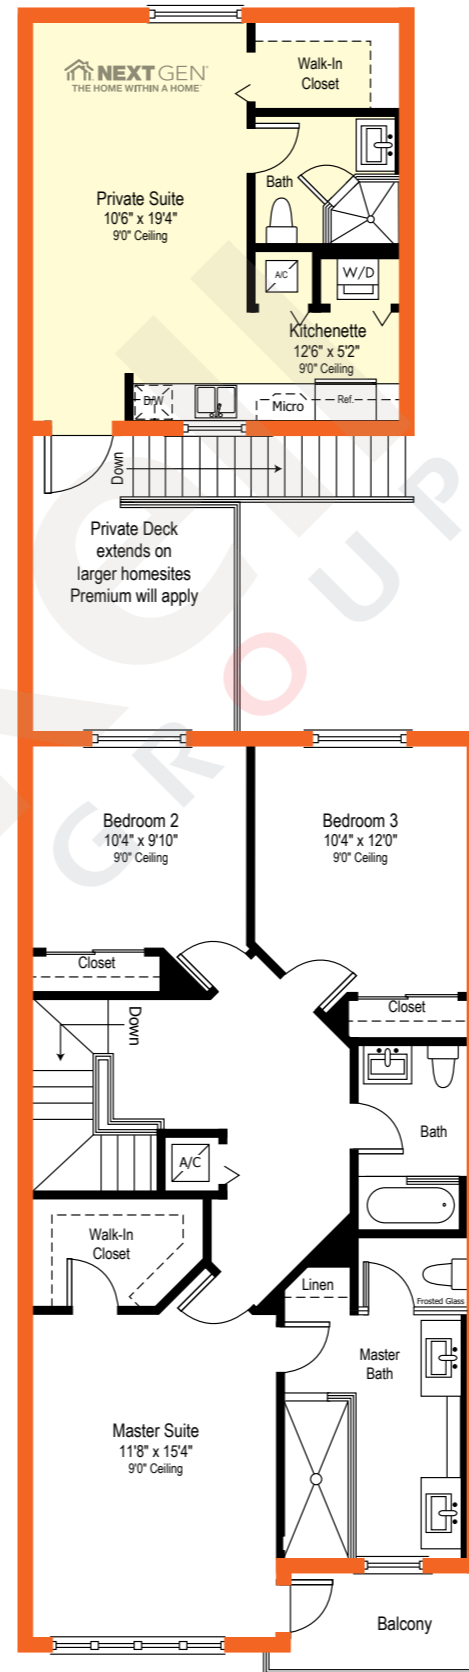 NEXT GEN
THE HOME WITHIN A HOME
Walk-In
Closet
Bath
Private Suite
10'6" x 19'4"
9'0" Ceiling
A/C
W/D
Kitchenette
12'6" x 5'2"
9'0" Ceiling
D/W
Micro
Ref.
Down
Private Deck
extends on
larger homesites
Premium will apply
GROUP
Bedroom 2
10'4" x 9'10"
9'0" Ceiling
Bedroom 3
10'4" x 12'0"
9'0" Ceiling
Closet
Closet
Down
Bath
A/C
Walk-In
Closet
Linen
Frosted Glass
Master
Bath
Master Suite
11'8" x 15'4"
9'0" Ceiling
Balcony